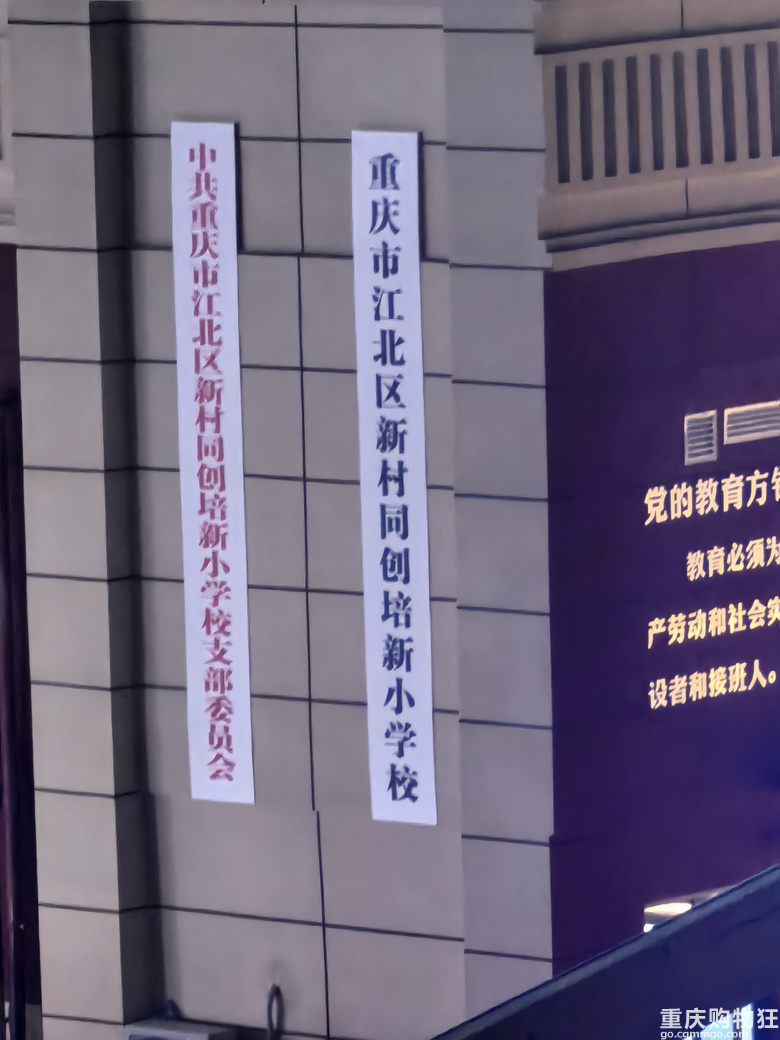 中共重庆市江北区新村同创培新小学校支部委员会
重庆市江北区新村同创培新小学校
党的教育方针
教育必须为
产劳动和社会实
设者和接班人。
重庆购物狂
go.cqmmgo.com